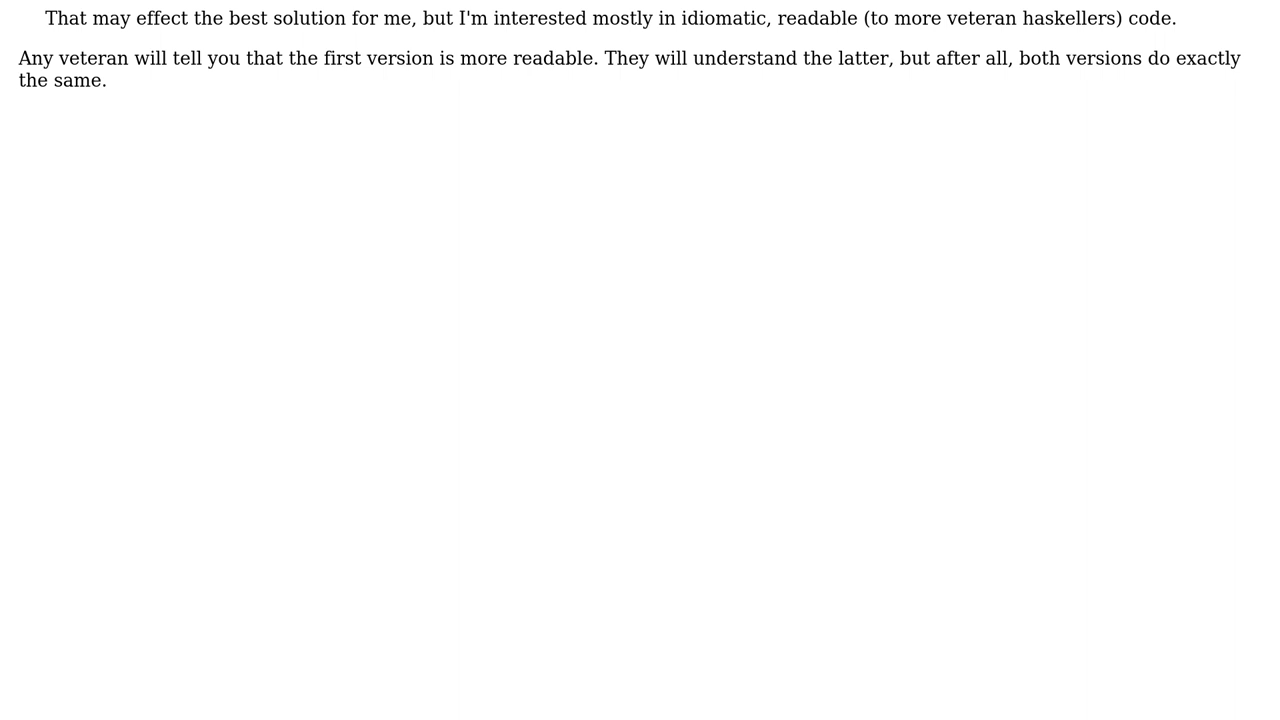 That may effect the best solution for me, but I'm interested mostly in idiomatic, readable (to more veteran haskellers) code.
Any veteran will tell you that the first version is more readable. They will understand the latter, but after all, both versions do exactly
the same.